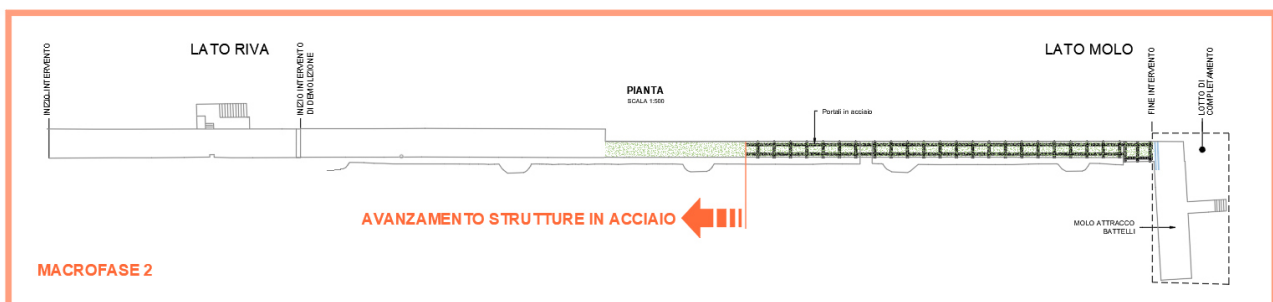 LATO RIVA
LATO MOLO
INIZIO INTERVENTO
INIZIO INTERVENTO
DI DEMOLIZIONE
FINE INTERVENTO
LOTTO DI
COMPLETAMENTO
PIANTA
SCALA 1:500
Portali in acciaio
AVANZAMENTO STRUTTURE IN ACCIAIO
MOLO ATTRACCO
BATTELLI
MACROFASE 2